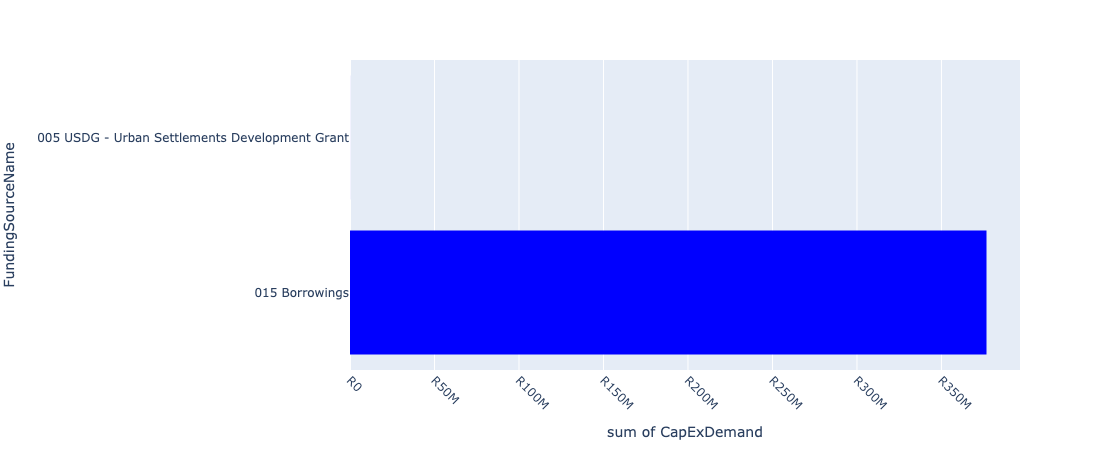 005 USDG - Urban Settlements Development Grant
015 Borrowings
FundingSourceName
R0
R50M
R100M
R150M
R200M
R250M
R300M
R350M
sum of CapExDemand